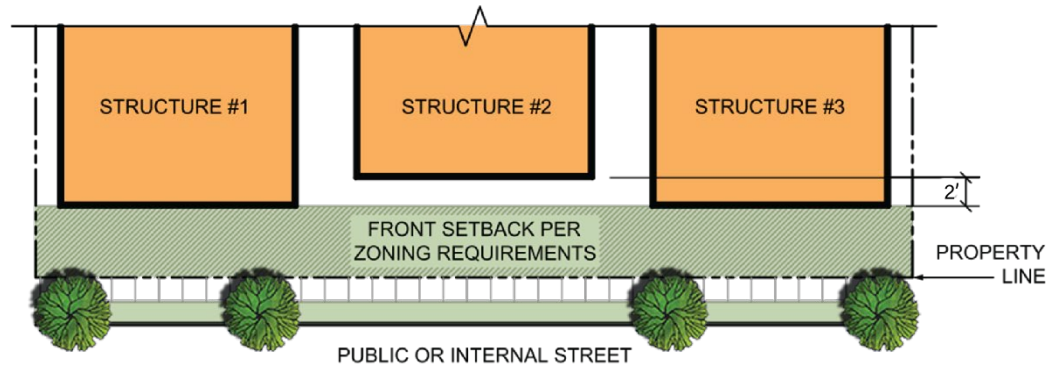 STRUCTURE #1
STRUCTURE #2
STRUCTURE #3
2'
FRONT SETBACK PER
ZONING REQUIREMENTS
PROPERTY
LINE
PUBLIC OR INTERNAL STREET